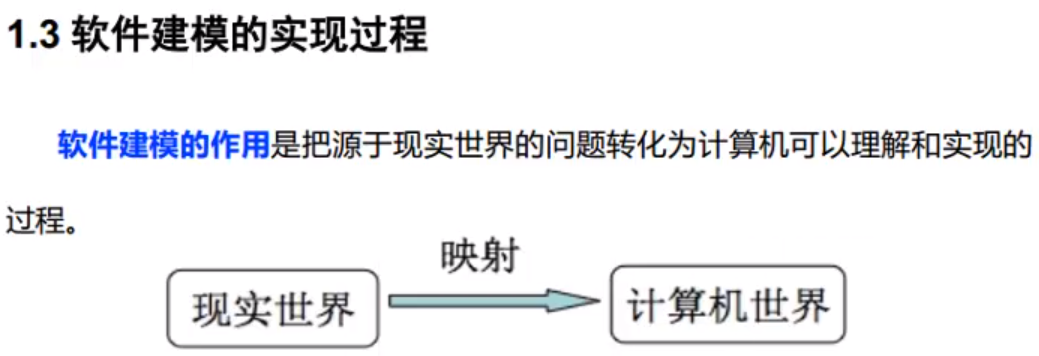 1.3 软件建模的实现过程
软件建模的作用是把源于现实世界的问题转化为计算机可以理解和实现的
过程。
映射
现实世界
计算机世界